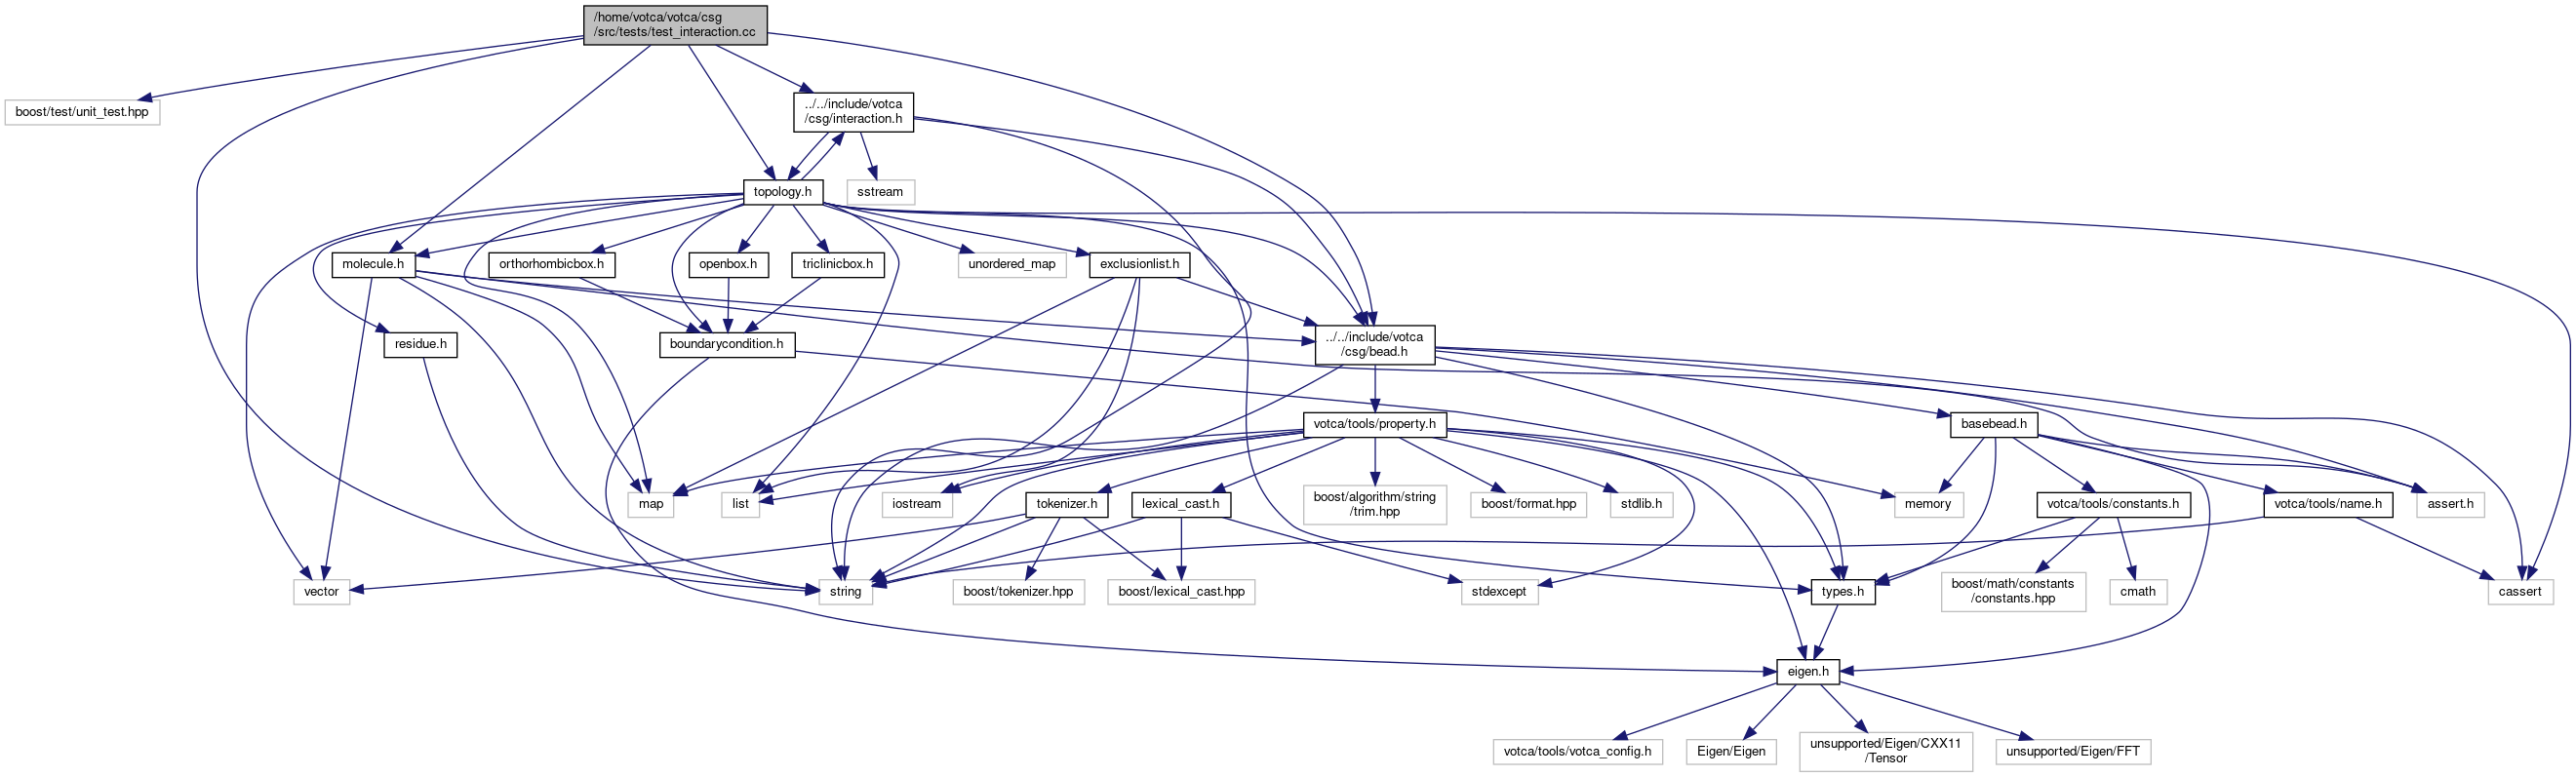 /home/votca/votca/csg
/src/tests/test_interaction.cc
boost/test/unit_test.hpp
../../include/votca
/csg/interaction.h
topology.h
sstream
molecule.h
orthorhombicbox.h
openbox.h
triclinicbox.h
unordered_map
exclusionlist.h
residue.h
boundarycondition.h
../../include/votca
/csg/bead.h
votca/tools/property.h
basebead.h
map
list
iostream
tokenizer.h
lexical_cast.h
boost/algorithm/string
/trim.hpp
boost/format.hpp
stdlib.h
memory
votca/tools/constants.h
votca/tools/name.h
assert.h
vector
string
boost/tokenizer.hpp
boost/lexical_cast.hpp
stdexcept
types.h
boost/math/constants
/constants.hpp
cmath
cassert
eigen.h
votca/tools/votca_config.h
Eigen/Eigen
unsupported/Eigen/CXX11
/Tensor
unsupported/Eigen/FFT